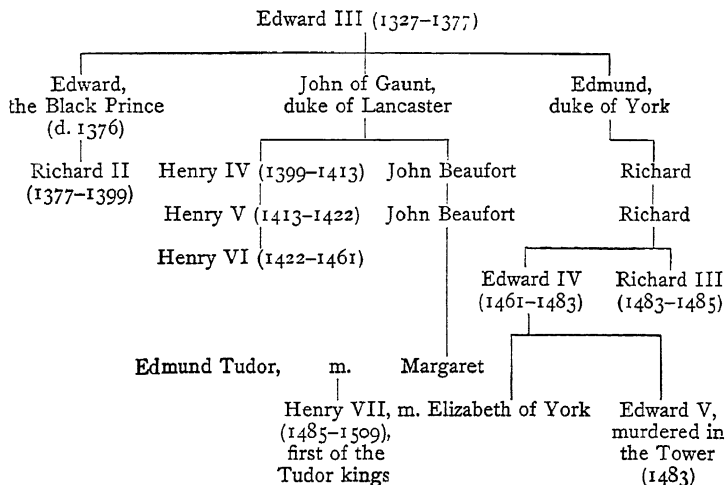 Edward III (1327–1377)
Edward, John of Gaunt, Edmund,
the Black Prince duke of Lancaster duke of York
(d. 1376)
Richard II Henry IV (1399–1413) John Beaufort Richard
(1377–1399)
Henry V (1413–1422) John Beaufort Richard
Henry VI (1422–1461)
Edward IV Richard III
(1461–1483) (1483–1485)
Edmund Tudor, m. Margaret
Henry VII, m. Elizabeth of York Edward V,
(1485–1509), murdered in
first of the the Tower
Tudor kings (1483)